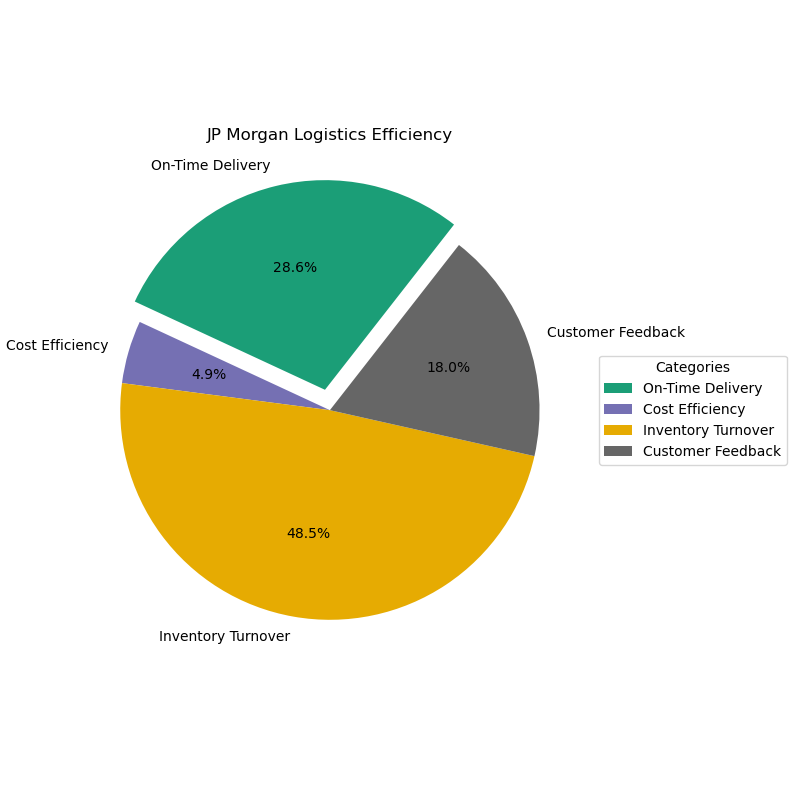 JP Morgan Logistics Efficiency
On-Time Delivery
28.6%
Customer Feedback
18.0%
Cost Efficiency
4.9%
48.5%
Inventory Turnover
Categories
On-Time Delivery
Cost Efficiency
Inventory Turnover
Customer Feedback